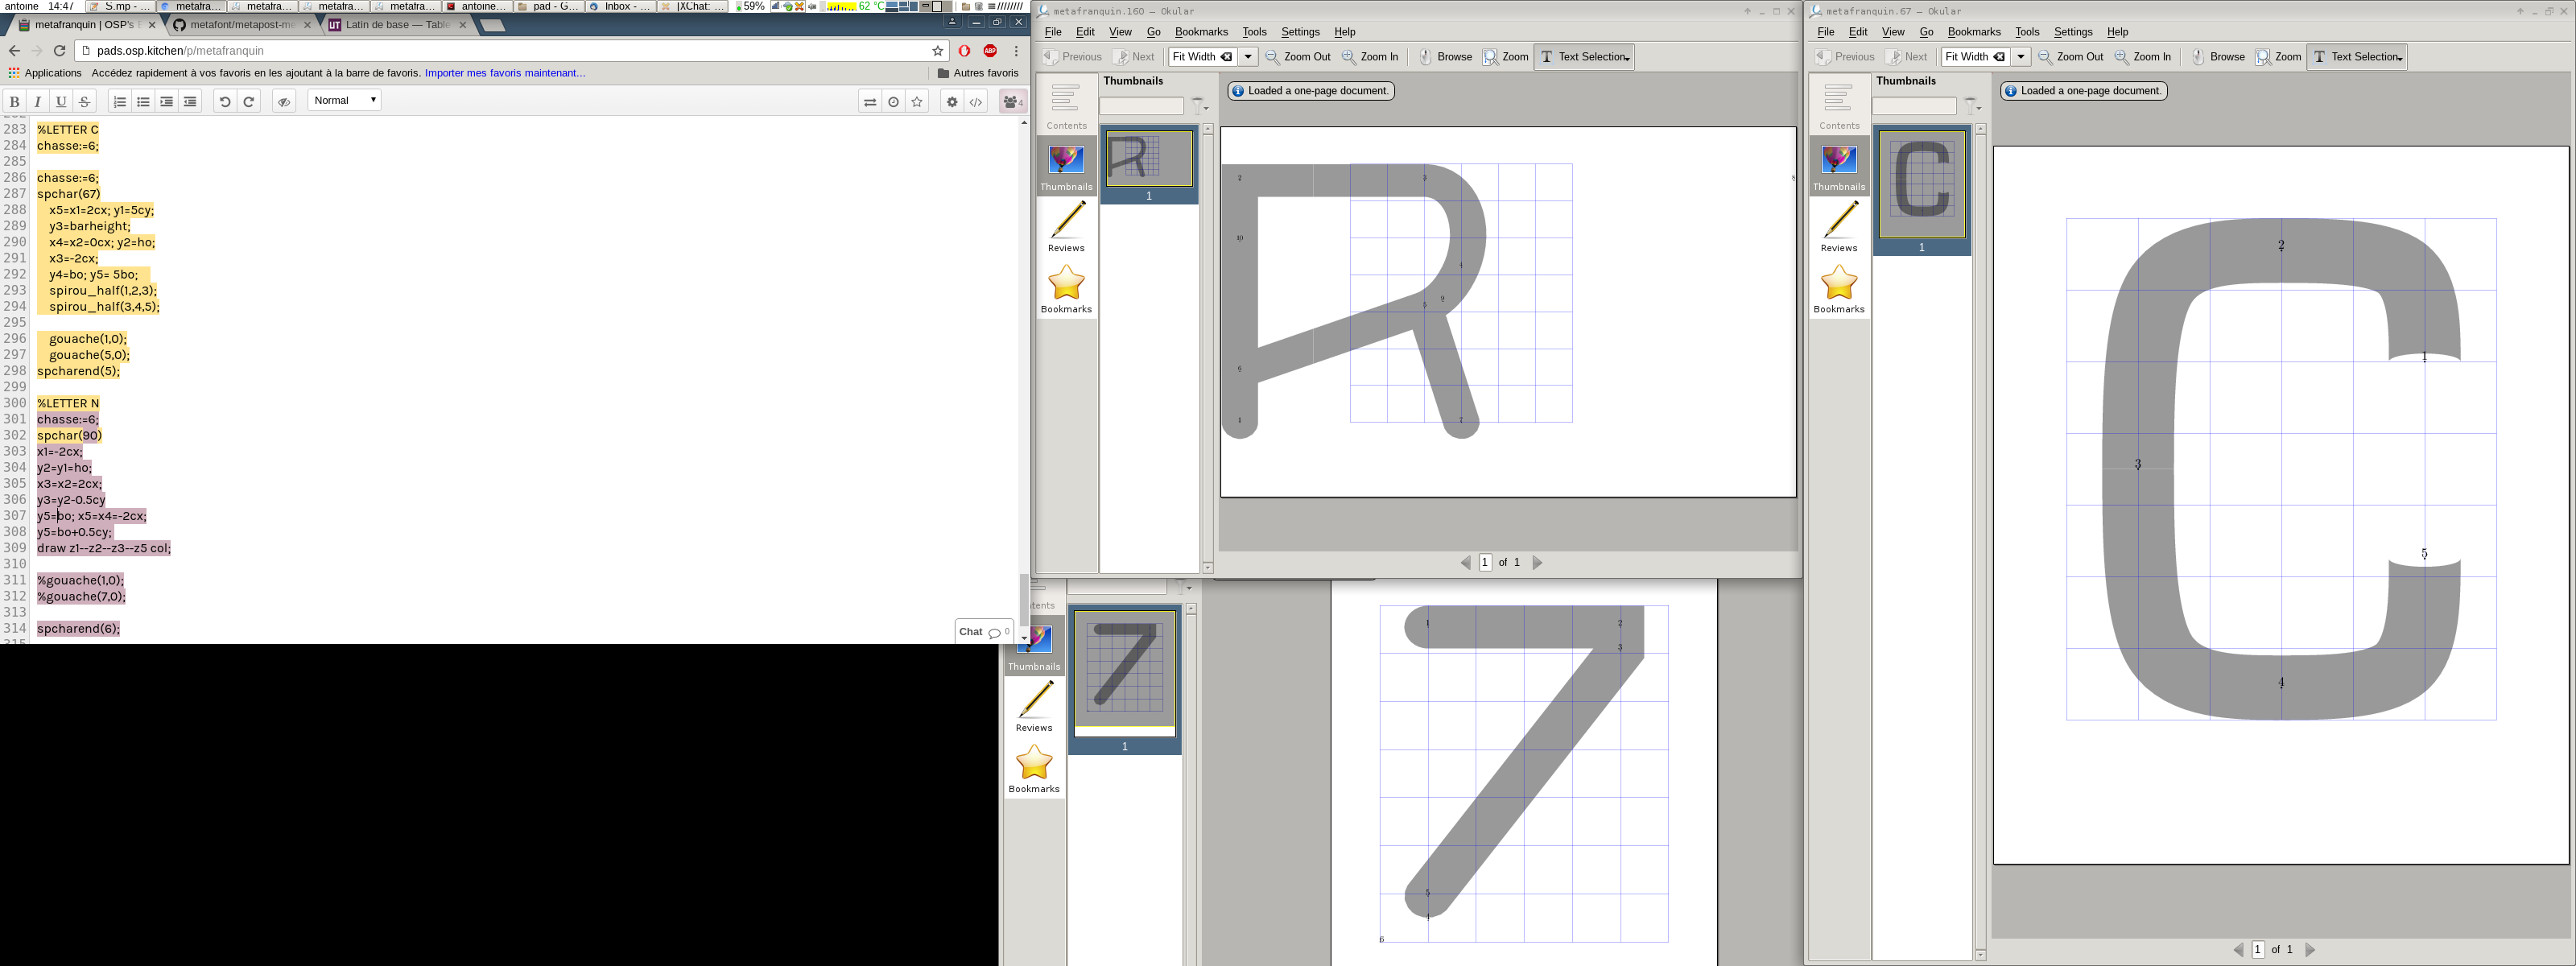 antoine 14:47 S.mp - ... metafra... metafra... metafra... metafra... antoine... pad - G... Inbox - ... |XChat: ... 59% 62 °C
metafranquin | OSP's metafont/metapost-me Latin de base — Table
pads.osp.kitchen/p/metafranquin
Applications Accédez rapidement à vos favoris en les ajoutant à la barre de favoris. Importer mes favoris maintenant... Autres favoris
B I U S Normal 4
283 %LETTER C
284 chasse:=6;
285
286 chasse:=6;
287 spchar(67)
288 x5=x1=2cx; y1=5cy;
289 y3=barheight;
290 x4=x2=0cx; y2=ho;
291 x3=-2cx;
292 y4=bo; y5= 5bo;
293 spirou_half(1,2,3);
294 spirou_half(3,4,5);
295
296 gouache(1,0);
297 gouache(5,0);
298 spcharend(5);
299
300 %LETTER N
301 chasse:=6;
302 spchar(90)
303 x1=-2cx;
304 y2=y1=ho;
305 x3=x2=2cx;
306 y3=y2-0.5cy
307 y5=bo; x5=x4=-2cx;
308 y5=bo+0.5cy;
309 draw z1--z2--z3--z5 col;
310
311 %gouache(1,0);
312 %gouache(7,0);
313
314 spcharend(6);
315
Chat 0
metafranquin.160 — Okular
File Edit View Go Bookmarks Tools Settings Help
Previous Next Fit Width Zoom Out Zoom In Browse Zoom Text Selection
Thumbnails
Loaded a one-page document.
Contents
Thumbnails
Reviews
Bookmarks
1
2 3
10
4
5 9
6
1 7
8
1 of 1
metafranquin.67 — Okular
File Edit View Go Bookmarks Tools Settings Help
Previous Next Fit Width Zoom Out Zoom In Browse Zoom Text Selection
Thumbnails
Loaded a one-page document.
Contents
Thumbnails
Reviews
Bookmarks
1
2
1
3
5
4
1 of 1
Thumbnails
Reviews
Bookmarks
1
1 2
3
5
4
6